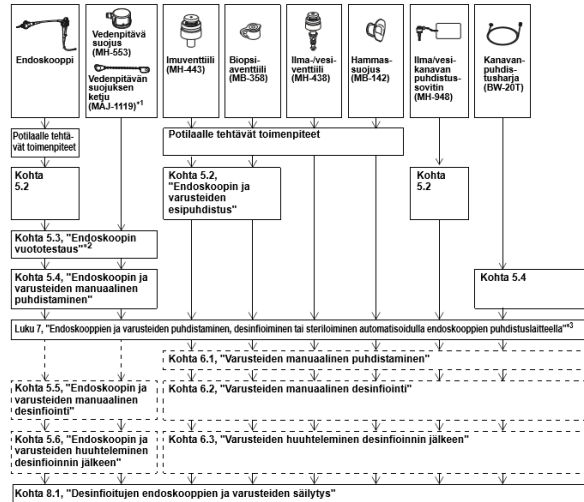 Endoskooppi
Vedenpitävä
suojus
(MH-553)
Vedenpitävän
suojuksen
ketju
(MAJ-1119)*1
Imuventtiili
(MH-443)
Biopsi-
aventtiili
(MB-358)
Ilma-/vesi-
venttiili
(MH-438)
Hammas-
suojus
(MB-142)
Ilma/vesi-
kanavan
puhdistus-
sovitin
(MH-948)
Kanavan-
puhdis-
tusharja
(BW-20T)
Potilaalle tehtä-
vät toimenpiteet
Potilaalle tehtävät toimenpiteet
Kohta
5.2
Kohta 5.2,
"Endoskoopin ja
varusteiden
esipuhdistus"
Kohta
5.2
Kohta 5.3, "Endoskoopin
vuototestaus"*2
Kohta 5.4, "Endoskoopin ja
varusteiden manuaalinen
puhdistaminen"
Kohta 5.4
Luku 7, "Endoskooppien ja varusteiden puhdistaminen, desinfioiminen tai steriloiminen automatisoidulla endoskooppien puhdistuslaitteella"*3
Kohta 6.1, "Varusteiden manuaalinen puhdistaminen"
Kohta 5.5,
"Endoskoopin ja
varusteiden
manuaalinen
desinfiointi"
Kohta 6.2, "Varusteiden manuaalinen desinfiointi"
Kohta 5.6,
"Endoskoopin ja
varusteiden
huuhteleminen
desinfioinnin jälkeen"
Kohta 6.3, "Varusteiden huuhteleminen desinfioinnin jälkeen"
Kohta 8.1, "Desinfioitujen endoskooppien ja varusteiden säilytys"